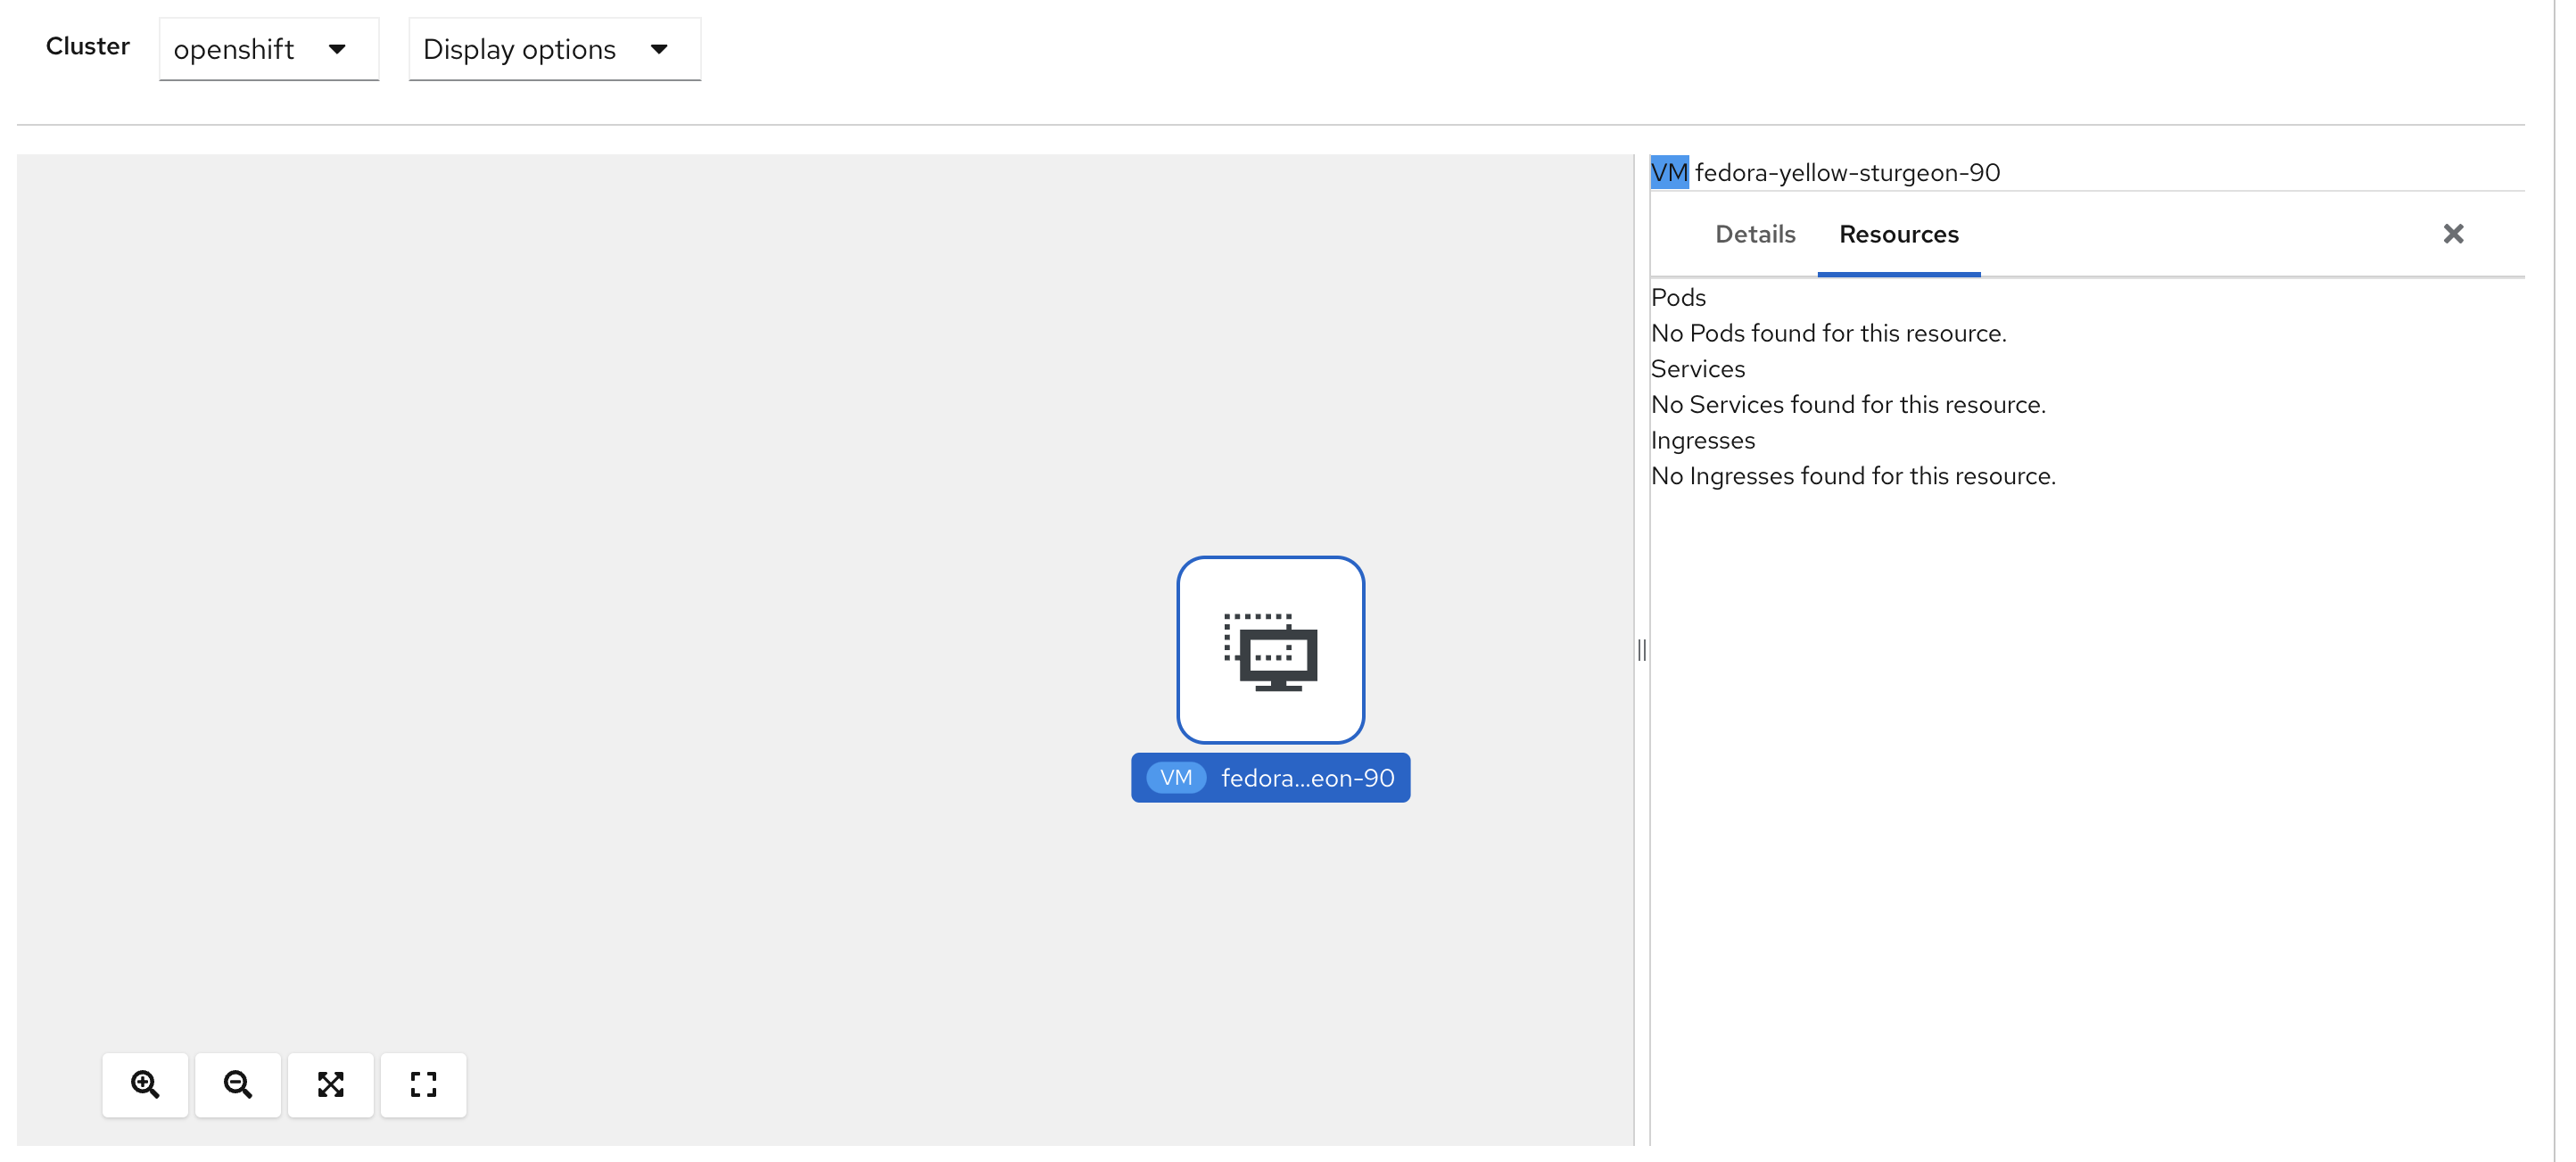 Cluster openshift Display options
VM fedora-yellow-sturgeon-90
Details Resources
Pods
No Pods found for this resource.
Services
No Services found for this resource.
Ingresses
No Ingresses found for this resource.
VM fedora...eon-90